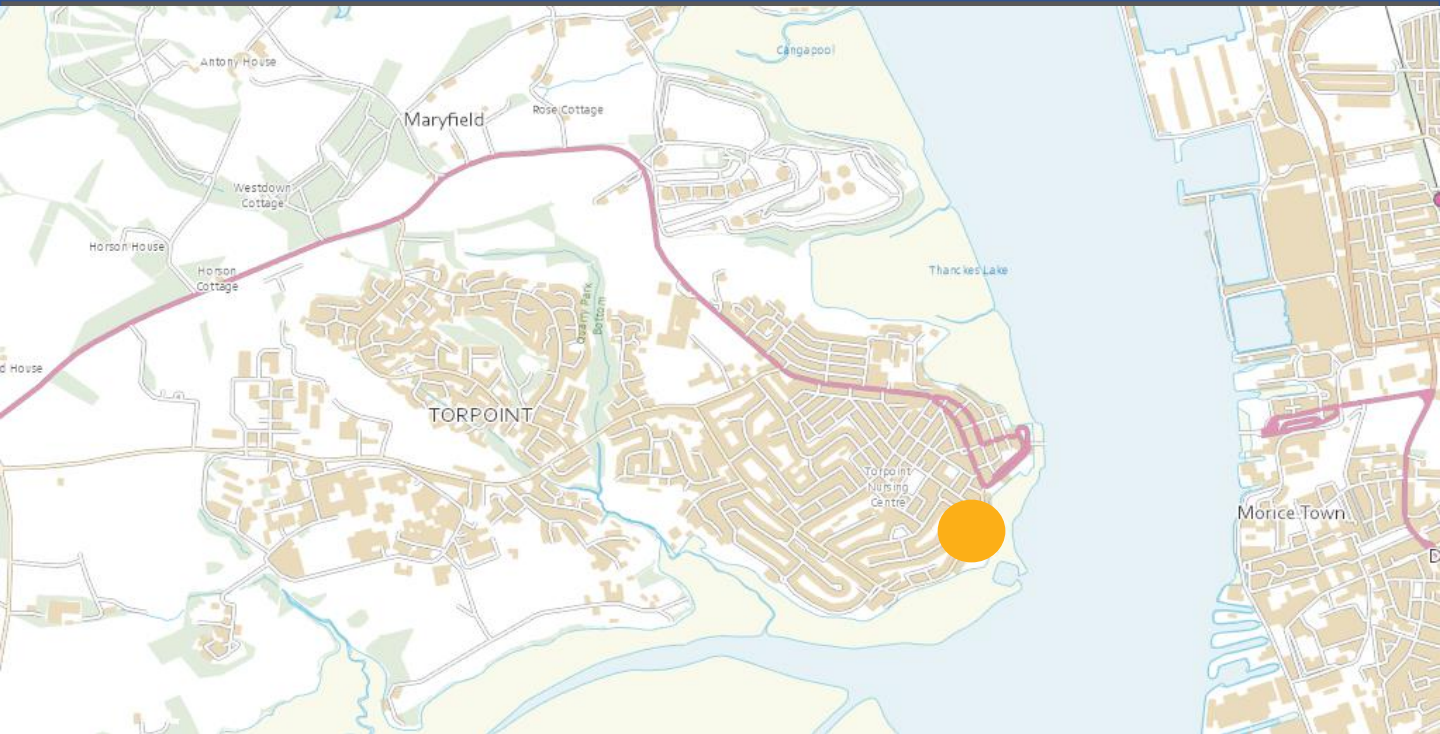 Cangapool
Antony House
Rose Cottage
Maryfield
Westdown
Cottage
Horson House
Horson
Cottage
Thanckes Lake
Quarry Park
Bottom
d House
TORPOINT
Torpoint
Nursing
Centre
Morice Town
D